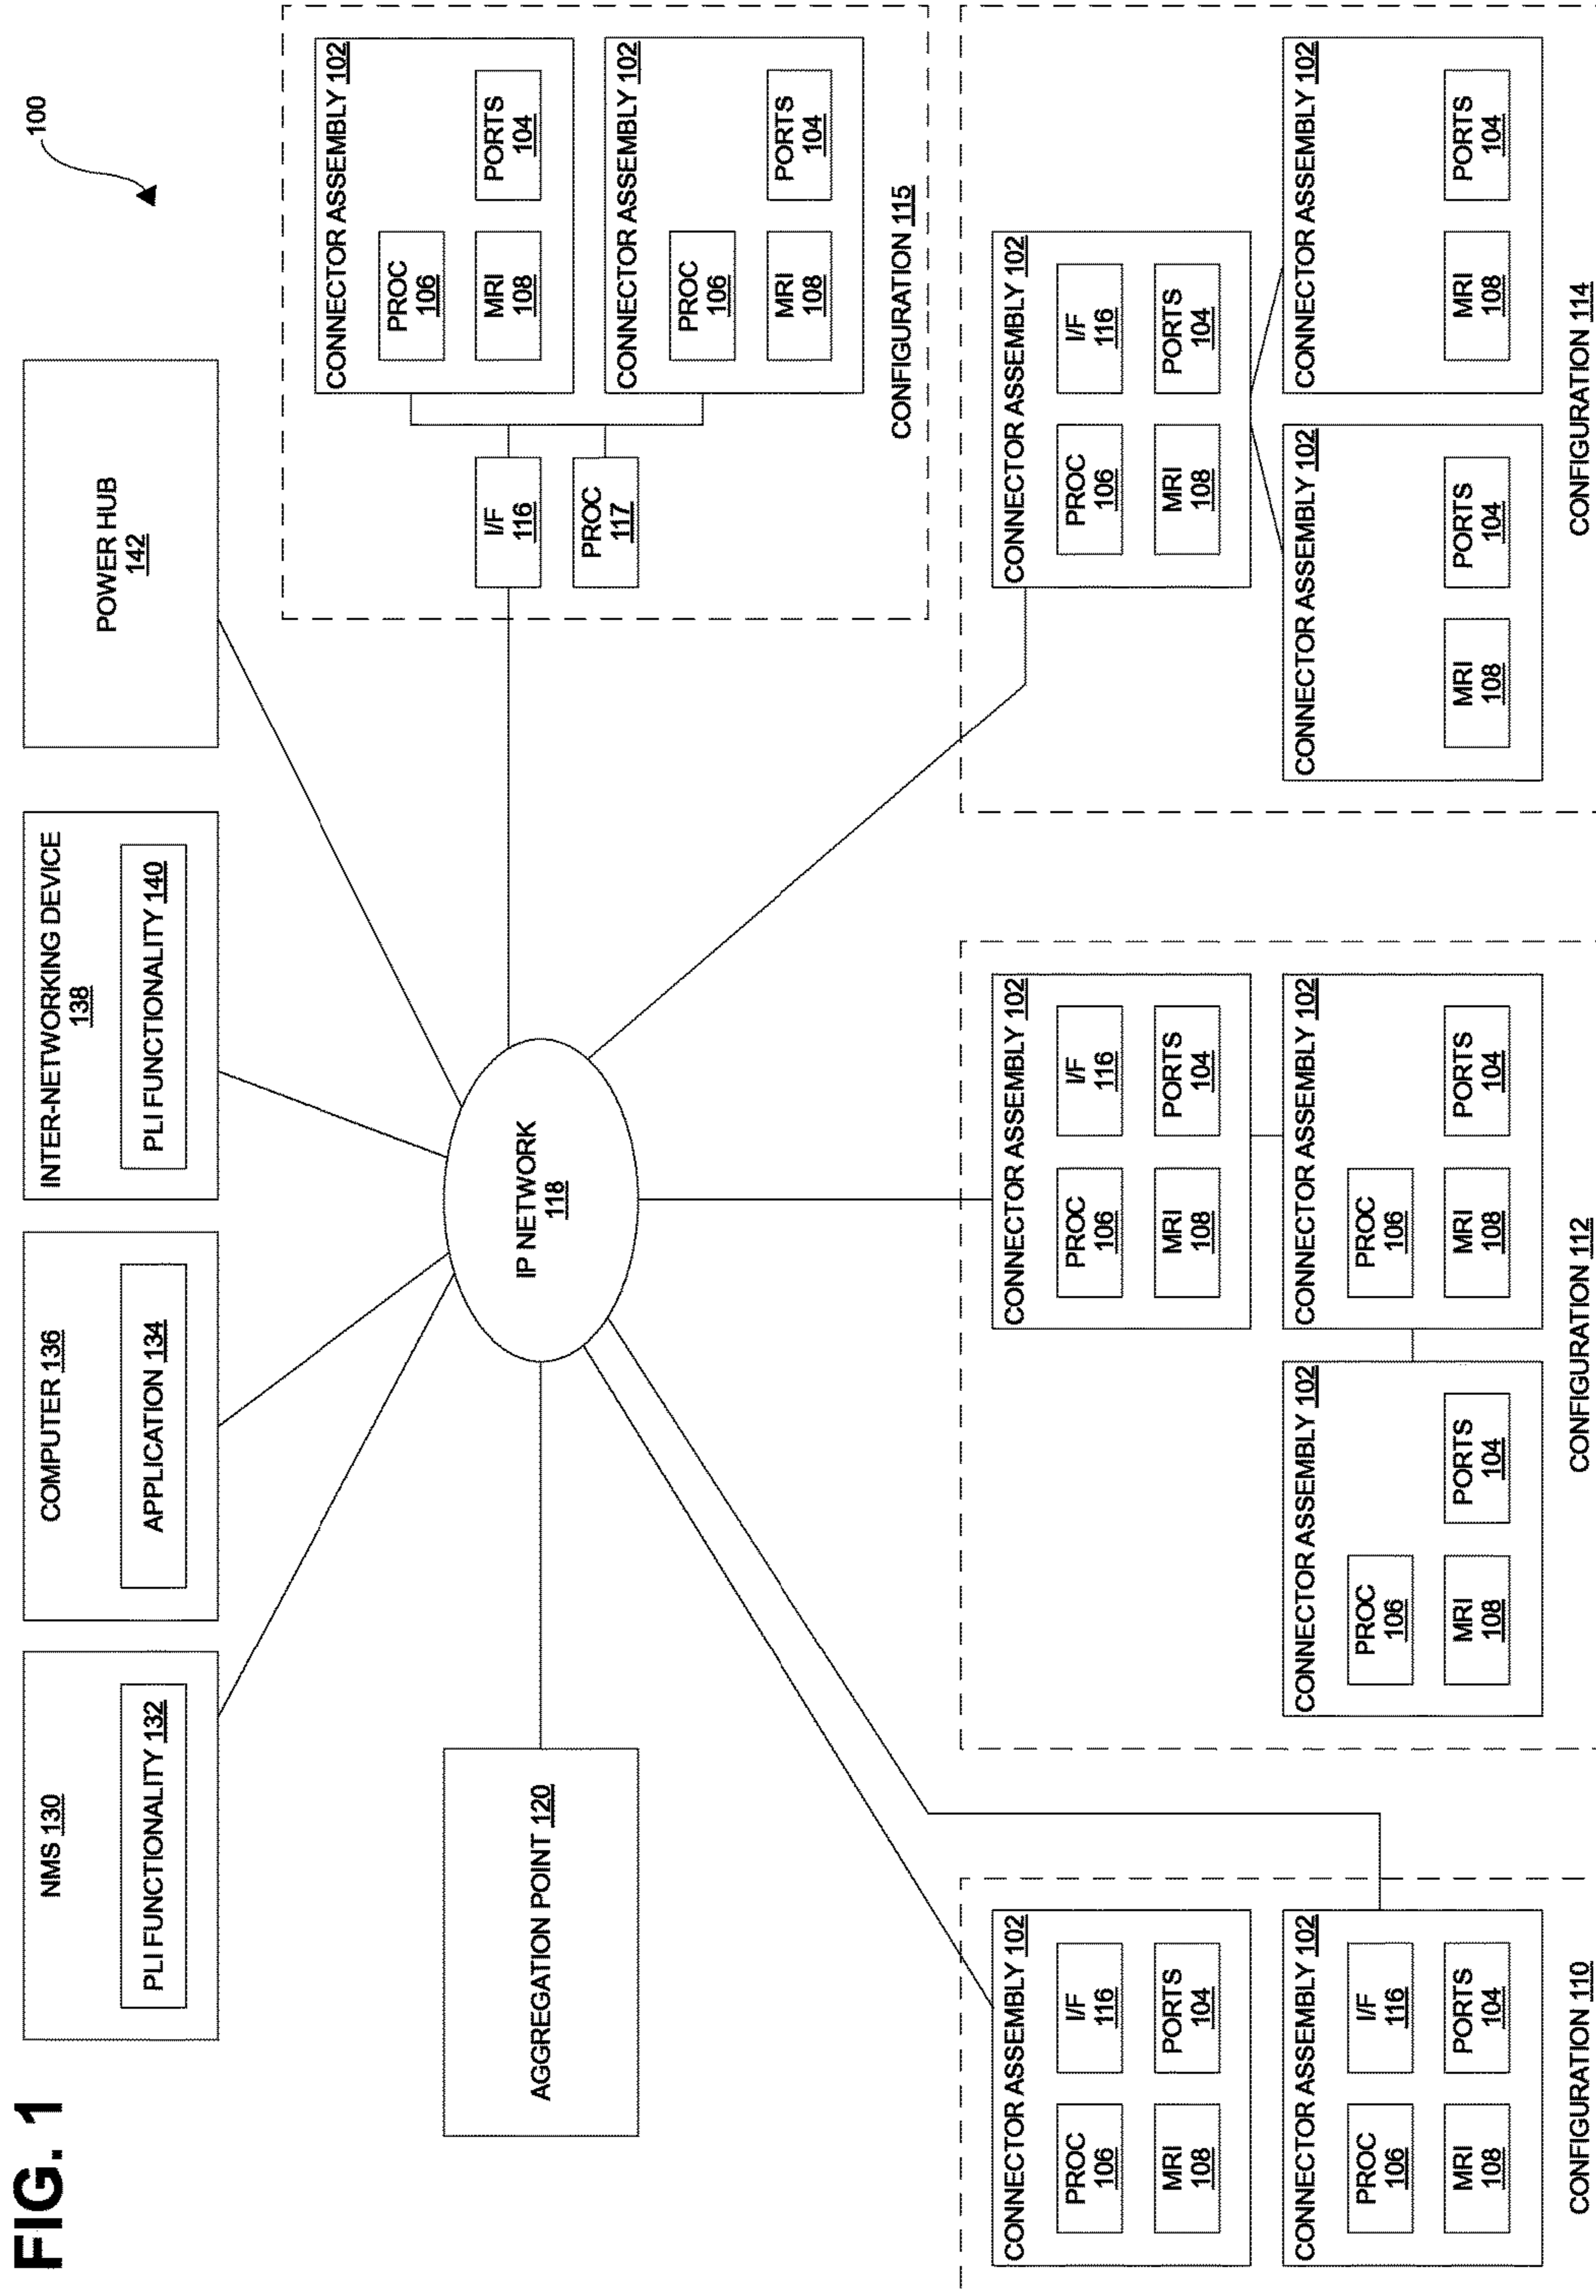 FIG. 1
100
NMS 130
PLI FUNCTIONALITY 132
COMPUTER 136
APPLICATION 134
INTER-NETWORKING DEVICE
138
PLI FUNCTIONALITY 140
POWER HUB
142
AGGREGATION POINT 120
IP NETWORK
118
I/F
116
PROC
117
CONNECTOR ASSEMBLY 102
PROC
106
MRI
108
PORTS
104
CONNECTOR ASSEMBLY 102
PROC
106
MRI
108
PORTS
104
CONFIGURATION 115
CONNECTOR ASSEMBLY 102
PROC
106
I/F
116
MRI
108
PORTS
104
CONNECTOR ASSEMBLY 102
PROC
106
I/F
116
MRI
108
PORTS
104
CONFIGURATION 110
CONNECTOR ASSEMBLY 102
PROC
106
I/F
116
MRI
108
PORTS
104
CONNECTOR ASSEMBLY 102
PROC
106
MRI
108
PORTS
104
CONNECTOR ASSEMBLY 102
PROC
106
MRI
108
PORTS
104
CONFIGURATION 112
CONNECTOR ASSEMBLY 102
PROC
106
I/F
116
MRI
108
PORTS
104
CONNECTOR ASSEMBLY 102
MRI
108
PORTS
104
CONNECTOR ASSEMBLY 102
MRI
108
PORTS
104
CONFIGURATION 114